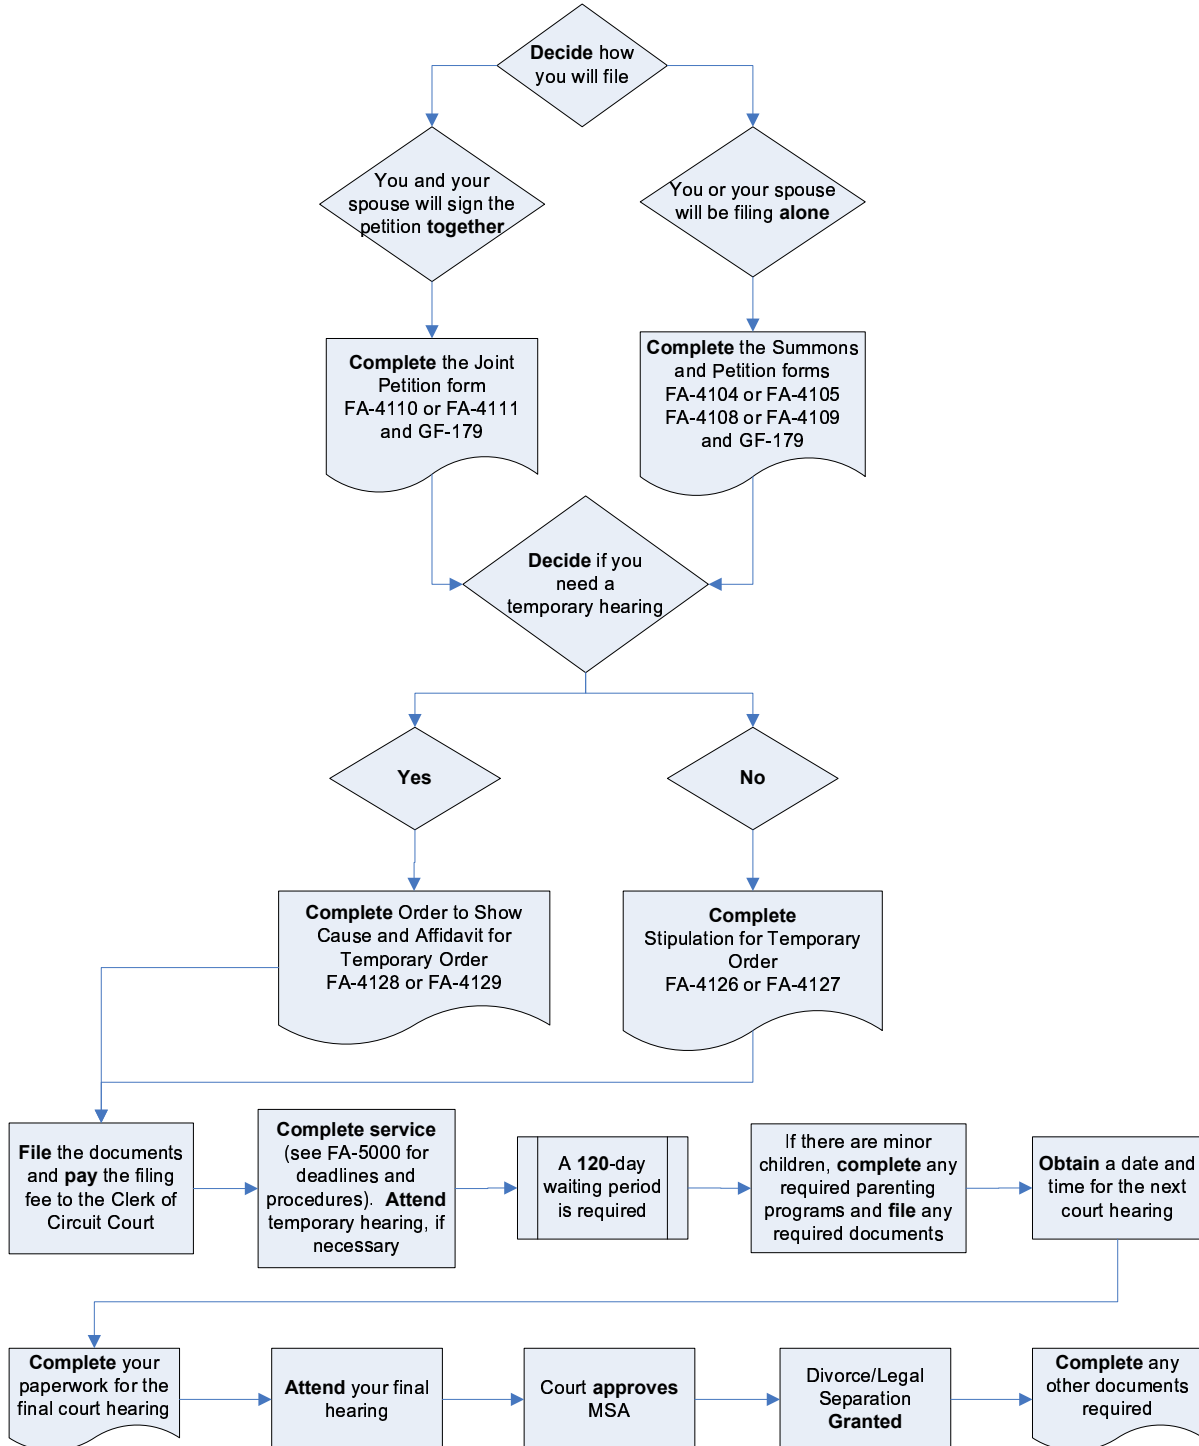 Decide how
you will file
You and your
spouse will sign the
petition together
You or your spouse
will be filing alone
Complete the Joint
Petition form
FA-4110 or FA-4111
and GF-179
Complete the Summons
and Petition forms
FA-4104 or FA-4105
FA-4108 or FA-4109
and GF-179
Decide if you
need a
temporary hearing
Yes
No
Complete Order to Show
Cause and Affidavit for
Temporary Order
FA-4128 or FA-4129
Complete
Stipulation for Temporary
Order
FA-4126 or FA-4127
File the documents
and pay the filing
fee to the Clerk of
Circuit Court
Complete service
(see FA-5000 for
deadlines and
procedures). Attend
temporary hearing, if
necessary
A 120-day
waiting period
is required
If there are minor
children, complete any
required parenting
programs and file any
required documents
Obtain a date and
time for the next
court hearing
Complete your
paperwork for the
final court hearing
Attend your final
hearing
Court approves
MSA
Divorce/Legal
Separation
Granted
Complete any
other documents
required